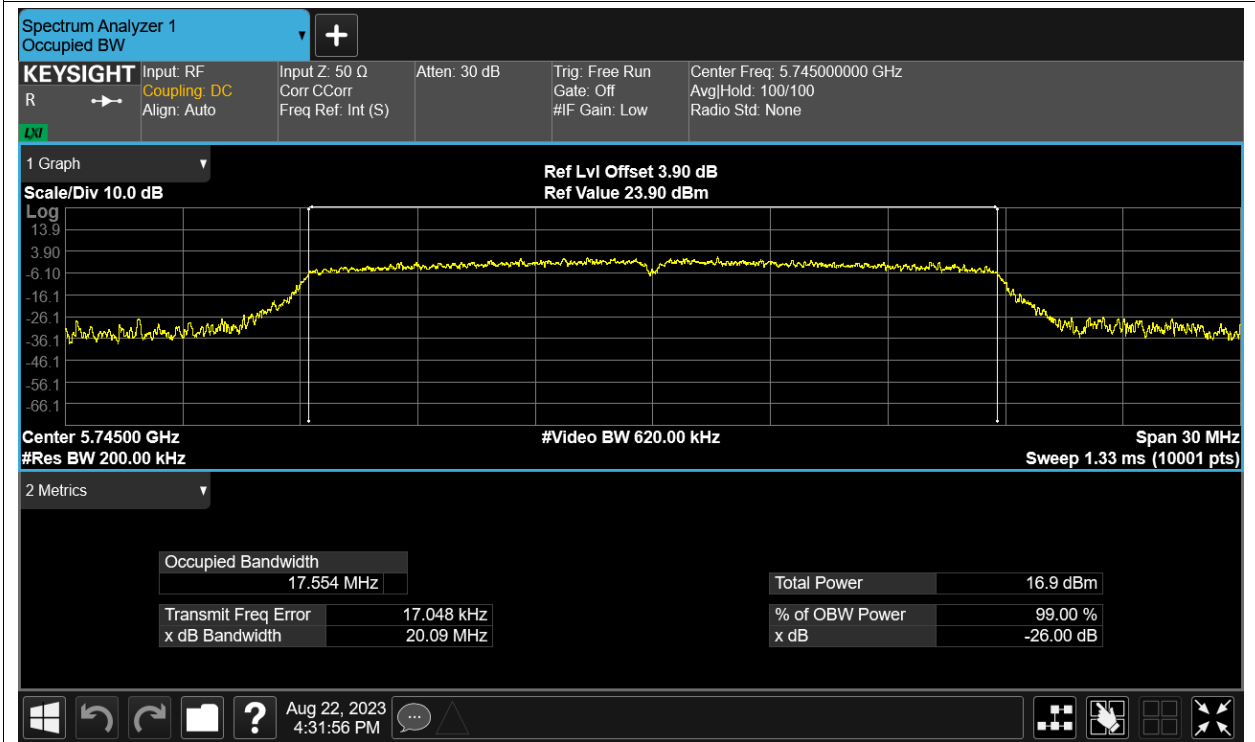 Spectrum Analyzer 1
Occupied BW
KEYSIGHT
R
LXI
Input: RF
Coupling: DC
Align: Auto
Input Z: 50 Ω
Corr CCorr
Freq Ref: Int (S)
Atten: 30 dB
Trig: Free Run
Gate: Off
#IF Gain: Low
Center Freq: 5.745000000 GHz
Avg|Hold: 100/100
Radio Std: None
1 Graph
Scale/Div 10.0 dB
Ref Lvl Offset 3.90 dB
Ref Value 23.90 dBm
Log
13.9
3.90
-6.10
-16.1
-26.1
-36.1
-46.1
-56.1
-66.1
Center 5.74500 GHz
#Video BW 620.00 kHz
Span 30 MHz
#Res BW 200.00 kHz
Sweep 1.33 ms (10001 pts)
2 Metrics
Occupied Bandwidth
17.554 MHz
Total Power 16.9 dBm
Transmit Freq Error 17.048 kHz
% of OBW Power 99.00 %
x dB Bandwidth 20.09 MHz
x dB -26.00 dB
?
Aug 22, 2023
4:31:56 PM